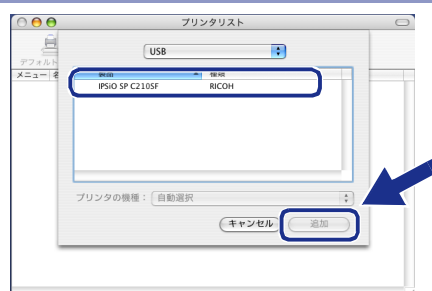 プリンタリスト
USB
デフォルト
メニュー 名
製品 種類
IPSiO SP C210SF RICOH
プリンタの機種： 自動選択
キャンセル 追加